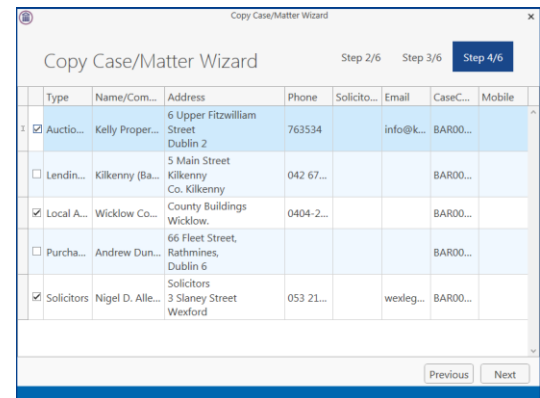 Copy Case/Matter Wizard
Copy Case/Matter Wizard Step 2/6 Step 3/6 Step 4/6
Type Name/Com... Address Phone Solicito... Email CaseC... Mobile
Auctio... Kelly Proper... 6 Upper Fitzwilliam Street Dublin 2 763534 info@k... BAR00...
Lendin... Kilkenny (Ba... 5 Main Street Kilkenny Co. Kilkenny 042 67... BAR00...
Local A... Wicklow Co... County Buildings Wicklow. 0404-2... BAR00...
Purcha... Andrew Dun... 66 Fleet Street, Rathmines, Dublin 6 BAR00...
Solicitors Nigel D. Alle... Solicitors 3 Slaney Street Wexford 053 21... wexleg... BAR00...
Previous Next